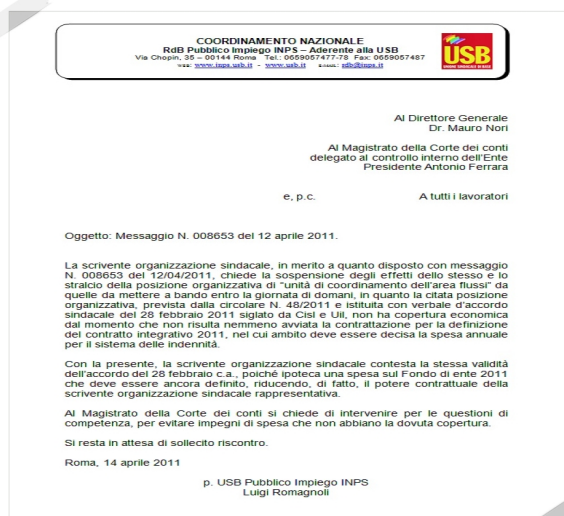 COORDINAMENTO NAZIONALE
RdB Pubblico Impiego INPS – Aderente alla USB
Via Chopin, 35 – 00144 Roma Tel.: 0659057477-78 Fax: 0659057487
WEB: www.inps.usb.it - www.usb.it E-MAIL: rdb@inps.it
USB
UNIONE SINDACALE DI BASE
Al Direttore Generale
Dr. Mauro Nori
Al Magistrato della Corte dei conti
delegato al controllo interno dell'Ente
Presidente Antonio Ferrara
e, p.c. A tutti i lavoratori
Oggetto: Messaggio N. 008653 del 12 aprile 2011.
La scrivente organizzazione sindacale, in merito a quanto disposto con messaggio
N. 008653 del 12/04/2011, chiede la sospensione degli effetti dello stesso e lo
stralcio della posizione organizzativa di "unità di coordinamento dell'area flussi" da
quelle da mettere a bando entro la giornata di domani, in quanto la citata posizione
organizzativa, prevista dalla circolare N. 48/2011 e istituita con verbale d'accordo
sindacale del 28 febbraio 2011 siglato da Cisl e Uil, non ha copertura economica
dal momento che non risulta nemmeno avviata la contrattazione per la definizione
del contratto integrativo 2011, nel cui ambito deve essere decisa la spesa annuale
per il sistema delle indennità.
Con la presente, la scrivente organizzazione sindacale contesta la stessa validità
dell'accordo del 28 febbraio c.a., poiché ipoteca una spesa sul Fondo di ente 2011
che deve essere ancora definito, riducendo, di fatto, il potere contrattuale della
scrivente organizzazione sindacale rappresentativa.
Al Magistrato della Corte dei conti si chiede di intervenire per le questioni di
competenza, per evitare impegni di spesa che non abbiano la dovuta copertura.
Si resta in attesa di sollecito riscontro.
Roma, 14 aprile 2011
p. USB Pubblico Impiego INPS
Luigi Romagnoli